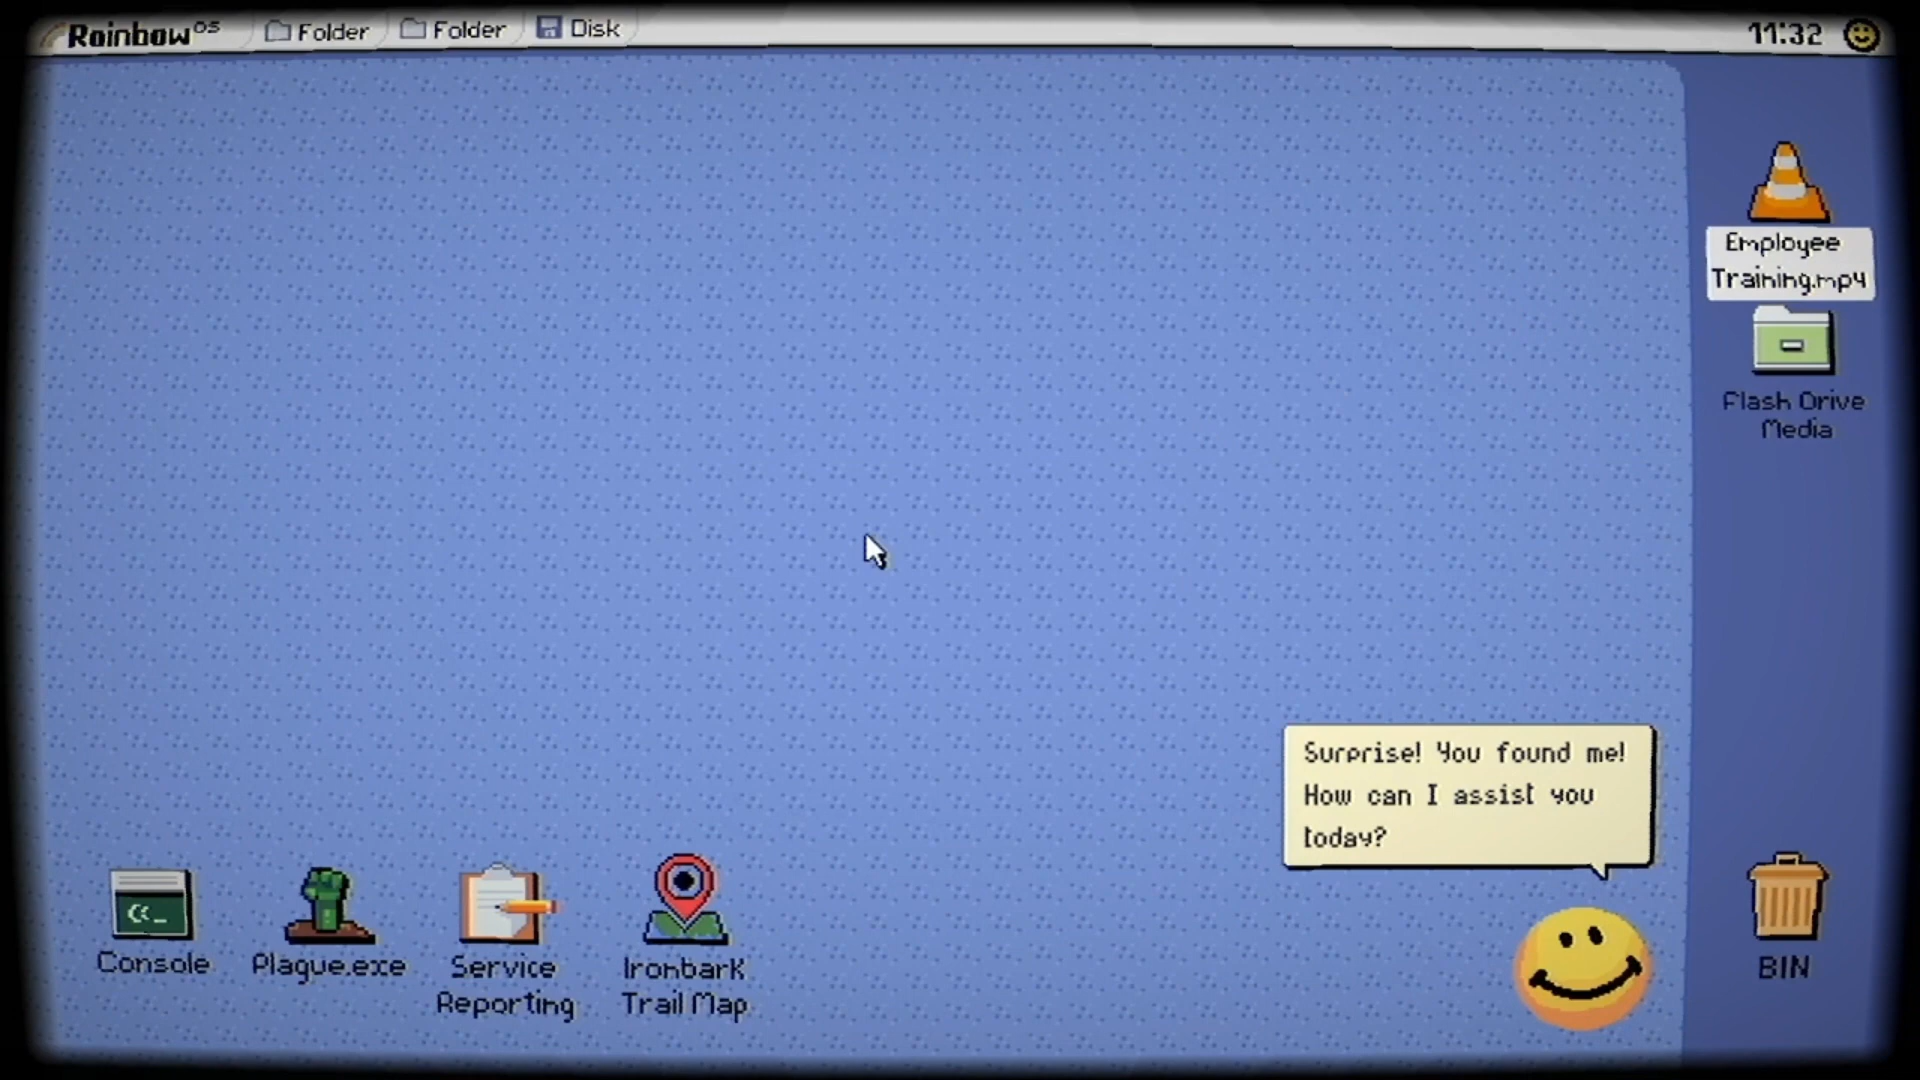 Rainbow OS
Folder
Folder
Disk
11:32
Employee
Training.mp4
Flash Drive
Media
Surprise! You found me!
How can I assist you
today?
Console
Plague.exe
Service
Reporting
Ironbark
Trail Map
BIN